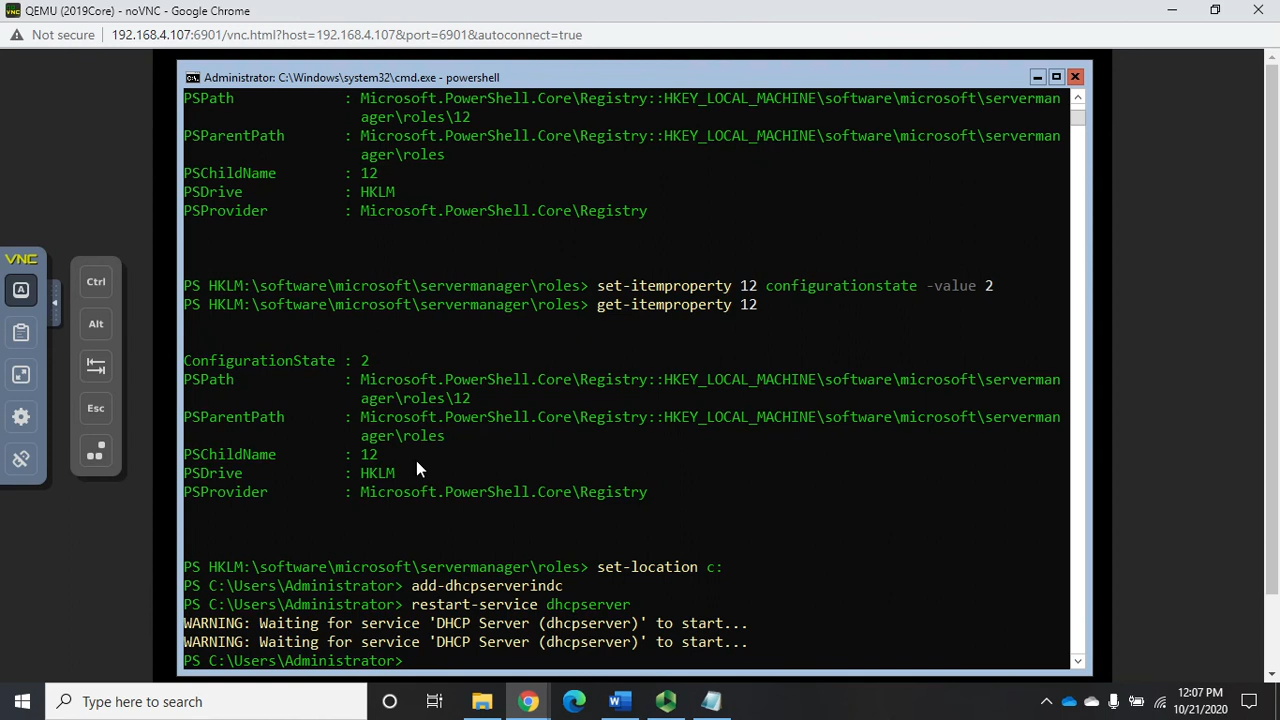 QEMU (2019Core) - noVNC - Google Chrome
Not secure 192.168.4.107:6901/vnc.html?host=192.168.4.107&port=6901&autoconnect=true
Administrator: C:\Windows\system32\cmd.exe - powershell
PSPath : Microsoft.PowerShell.Core\Registry::HKEY_LOCAL_MACHINE\software\microsoft\serverman
ager\roles\12
PSParentPath : Microsoft.PowerShell.Core\Registry::HKEY_LOCAL_MACHINE\software\microsoft\serverman
ager\roles
PSChildName : 12
PSDrive : HKLM
PSProvider : Microsoft.PowerShell.Core\Registry
PS HKLM:\software\microsoft\servermanager\roles> set-itemproperty 12 configurationstate -value 2
PS HKLM:\software\microsoft\servermanager\roles> get-itemproperty 12
ConfigurationState : 2
PSPath : Microsoft.PowerShell.Core\Registry::HKEY_LOCAL_MACHINE\software\microsoft\serverman
ager\roles\12
PSParentPath : Microsoft.PowerShell.Core\Registry::HKEY_LOCAL_MACHINE\software\microsoft\serverman
ager\roles
PSChildName : 12
PSDrive : HKLM
PSProvider : Microsoft.PowerShell.Core\Registry
PS HKLM:\software\microsoft\servermanager\roles> set-location c:
PS C:\Users\Administrator> add-dhcpserverindc
PS C:\Users\Administrator> restart-service dhcpserver
WARNING: Waiting for service 'DHCP Server (dhcpserver)' to start...
WARNING: Waiting for service 'DHCP Server (dhcpserver)' to start...
PS C:\Users\Administrator>
VNC
A
Ctrl
Alt
Esc
Type here to search
12:07 PM
10/21/2020